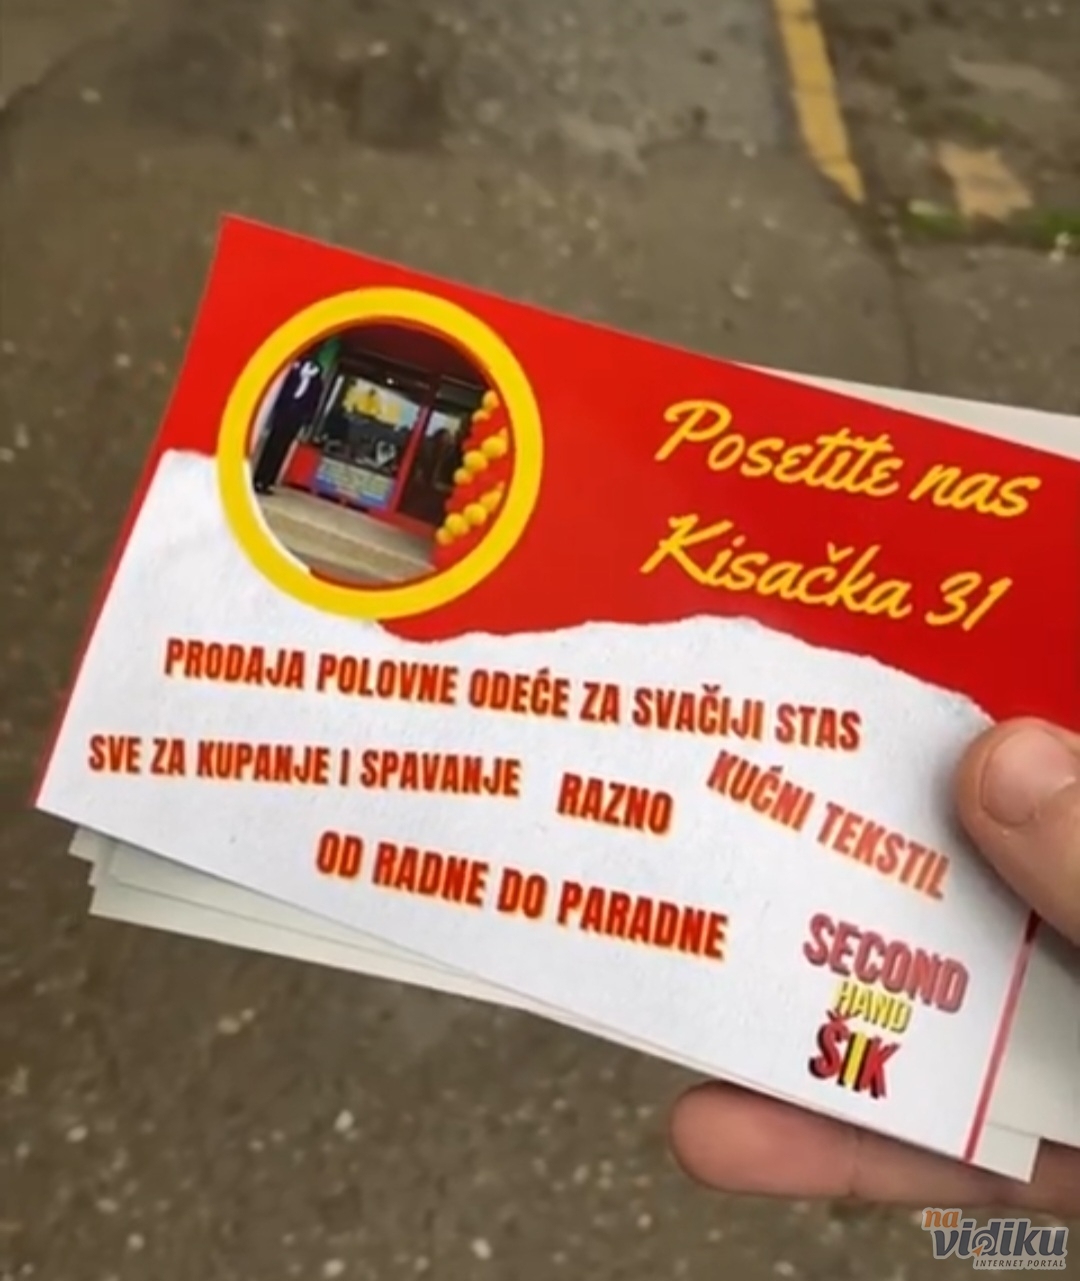 Posetite nas
Kisačka 31
PRODAJA POLOVNE ODEĆE ZA SVAČIJI STAS
SVE ZA KUPANJE I SPAVANJE
RAZNO
KUĆNI TEKSTIL
OD RADNE DO PARADNE
SECOND
HAND
ŠIK
na
vidiku
INTERNET PORTAL